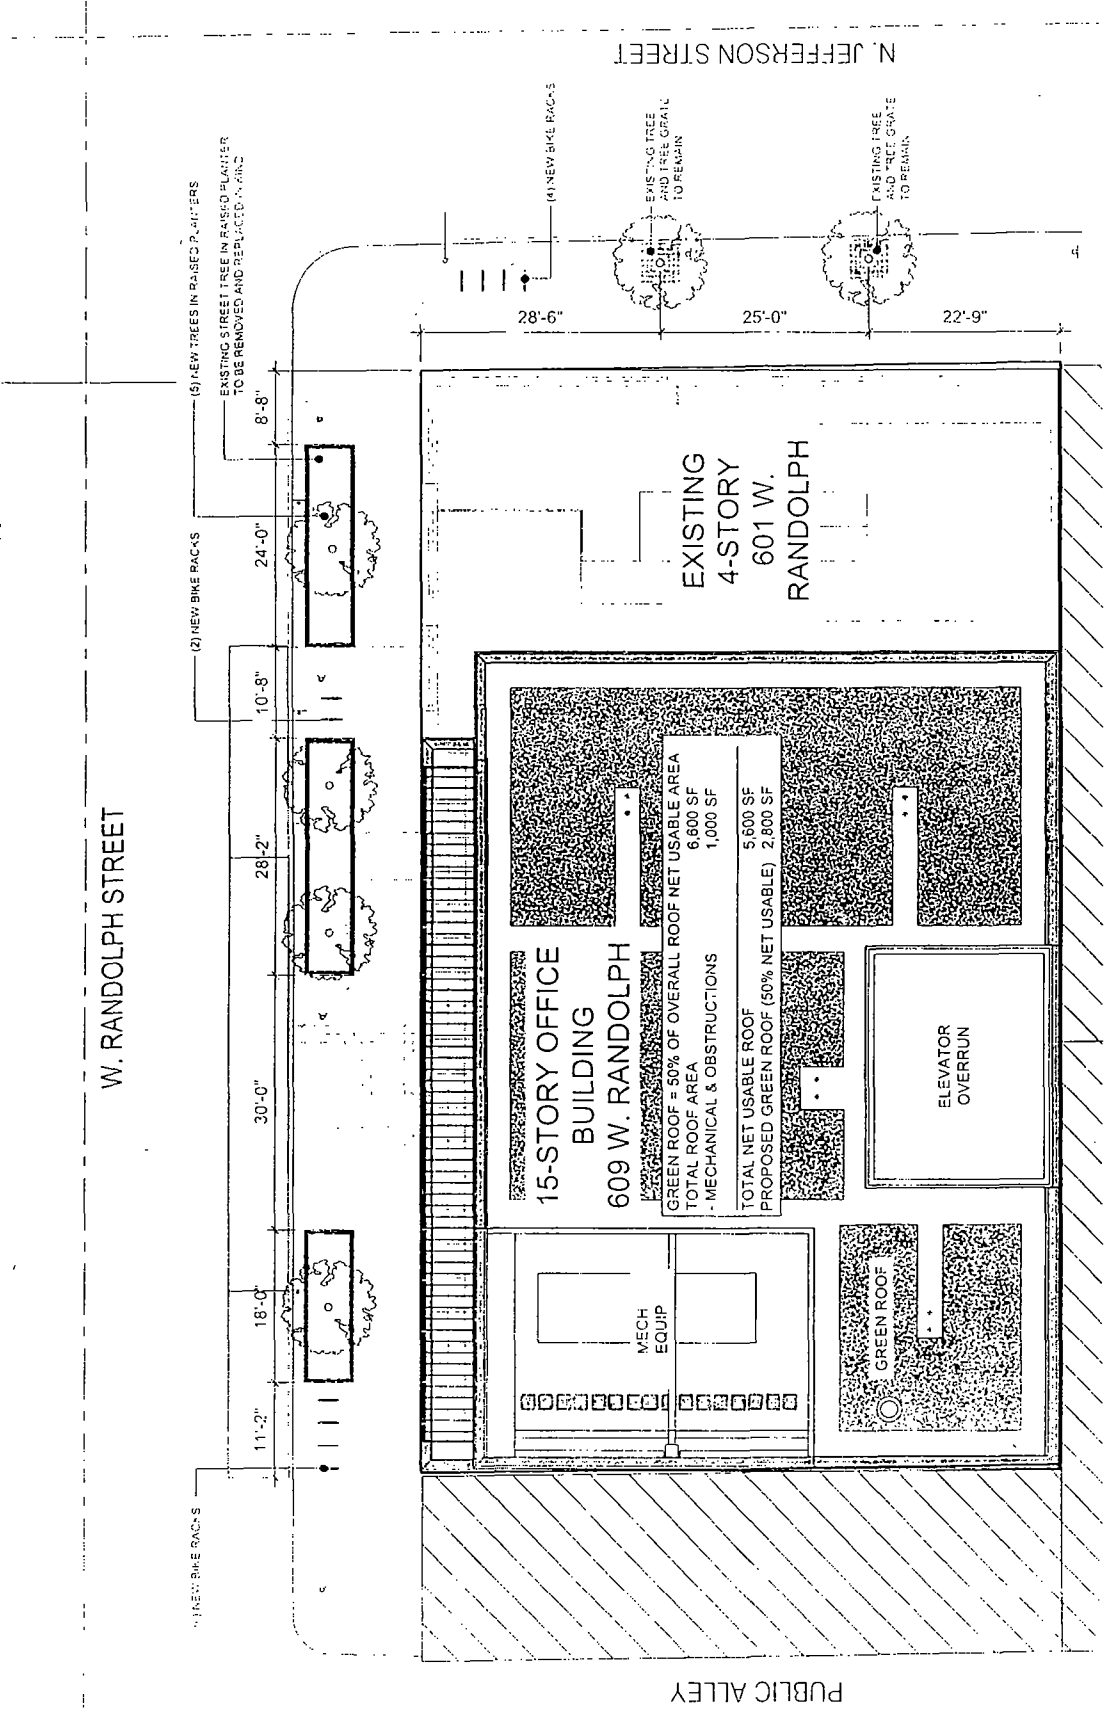 W. RANDOLPH STREET
N. JEFFERSON STREET
PUBLIC ALLEY
NEW BIKE RACKS
(2) NEW BIKE RACKS
(5) NEW TREES IN RAISED PLANTERS
EXISTING STREET TREE IN RAISED PLANTER
TO BE REMOVED AND REPLACED IN KIND
(4) NEW BIKE RACKS
EXISTING TREE
AND TREE GRATE
TO REMAIN
EXISTING TREE
AND TREE GRATE
TO REMAIN
11'-2"
18'-0"
30'-0"
28'-2"
10'-8"
24'-0"
8'-8"
28'-6"
25'-0"
22'-9"
15-STORY OFFICE
BUILDING
609 W. RANDOLPH
EXISTING
4-STORY
601 W.
RANDOLPH
GREEN ROOF = 50% OF OVERALL ROOF NET USABLE AREA
TOTAL ROOF AREA 6,600 SF
- MECHANICAL & OBSTRUCTIONS 1,000 SF
TOTAL NET USABLE ROOF 5,600 SF
PROPOSED GREEN ROOF (50% NET USABLE) 2,800 SF
MECH
EQUIP
GREEN ROOF
ELEVATOR
OVERRUN